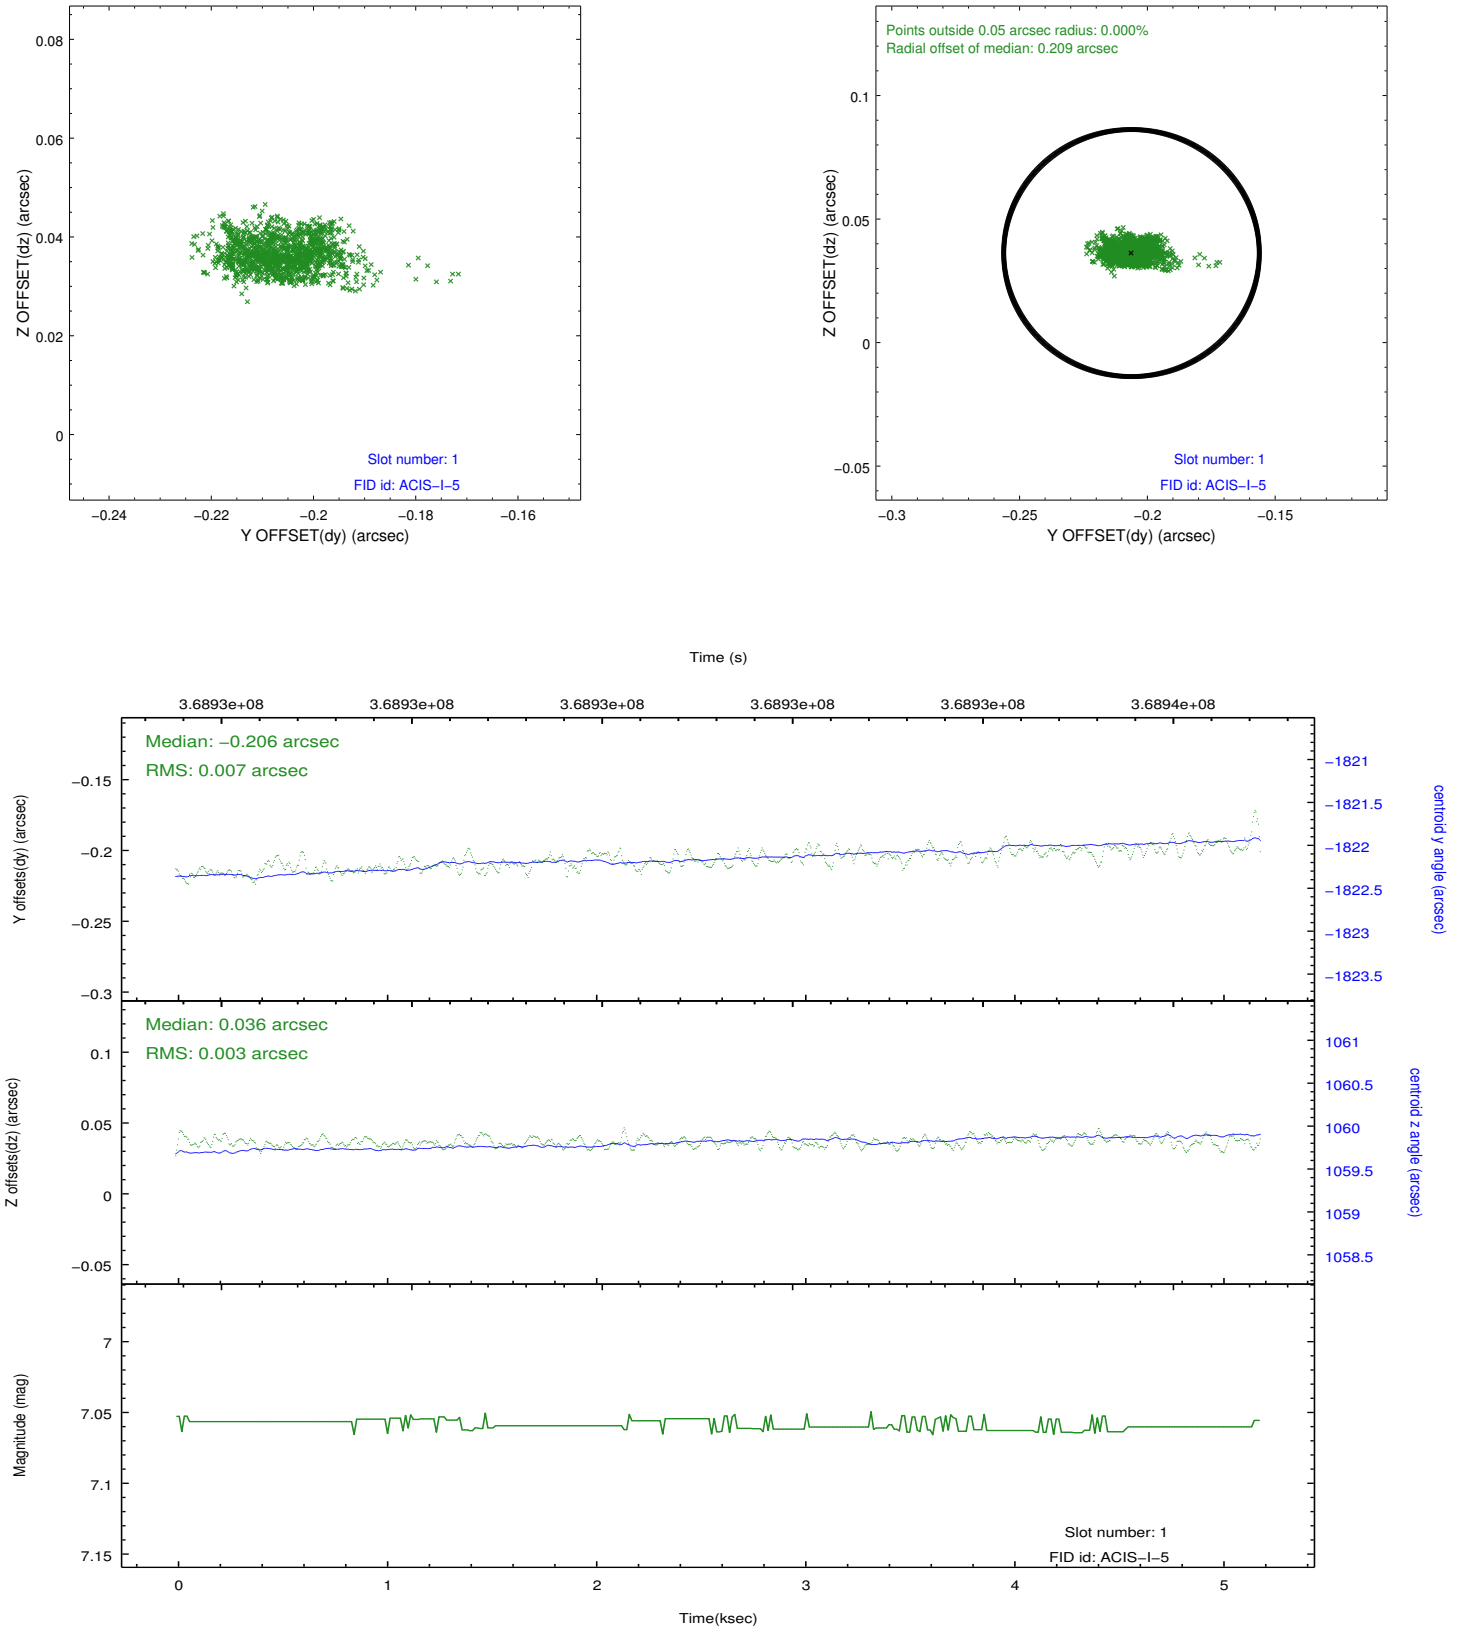 0.08
0.06
0.04
0.02
0
Z OFFSET(dz) (arcsec)
Slot number: 1
FID id: ACIS−I−5
−0.24 −0.22 −0.2 −0.18 −0.16
Y OFFSET(dy) (arcsec)
Points outside 0.05 arcsec radius: 0.000%
Radial offset of median: 0.209 arcsec
0.1
0.05
0
−0.05
Z OFFSET(dz) (arcsec)
Slot number: 1
FID id: ACIS−I−5
−0.3 −0.25 −0.2 −0.15
Y OFFSET(dy) (arcsec)
Time (s)
3.6893e+08 3.6893e+08 3.6893e+08 3.6893e+08 3.6893e+08 3.6894e+08
Median: −0.206 arcsec
RMS: 0.007 arcsec
−0.15
−0.2
−0.25
−0.3
Y offsets(dy) (arcsec)
−1821
−1821.5
−1822
−1822.5
−1823
−1823.5
centroid y angle (arcsec)
Median: 0.036 arcsec
RMS: 0.003 arcsec
0.1
0.05
0
−0.05
Z offsets(dz) (arcsec)
1061
1060.5
1060
1059.5
1059
1058.5
centroid z angle (arcsec)
7
7.05
7.1
7.15
Magnitude (mag)
Slot number: 1
FID id: ACIS−I−5
0 1 2 3 4 5
Time(ksec)